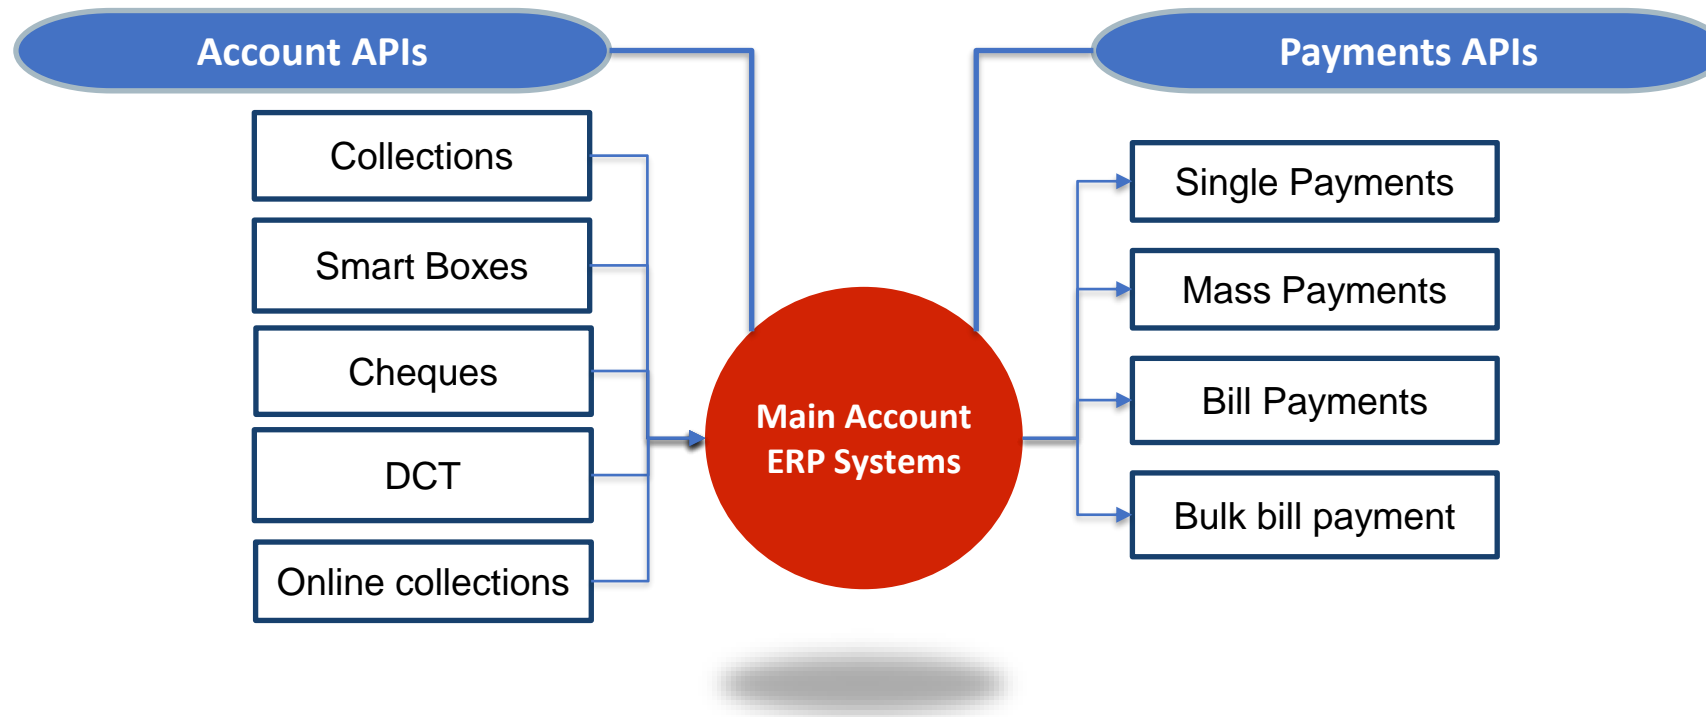 Account APIs
Payments APIs
Collections
Smart Boxes
Cheques
DCT
Online collections
Main Account
ERP Systems
Single Payments
Mass Payments
Bill Payments
Bulk bill payment